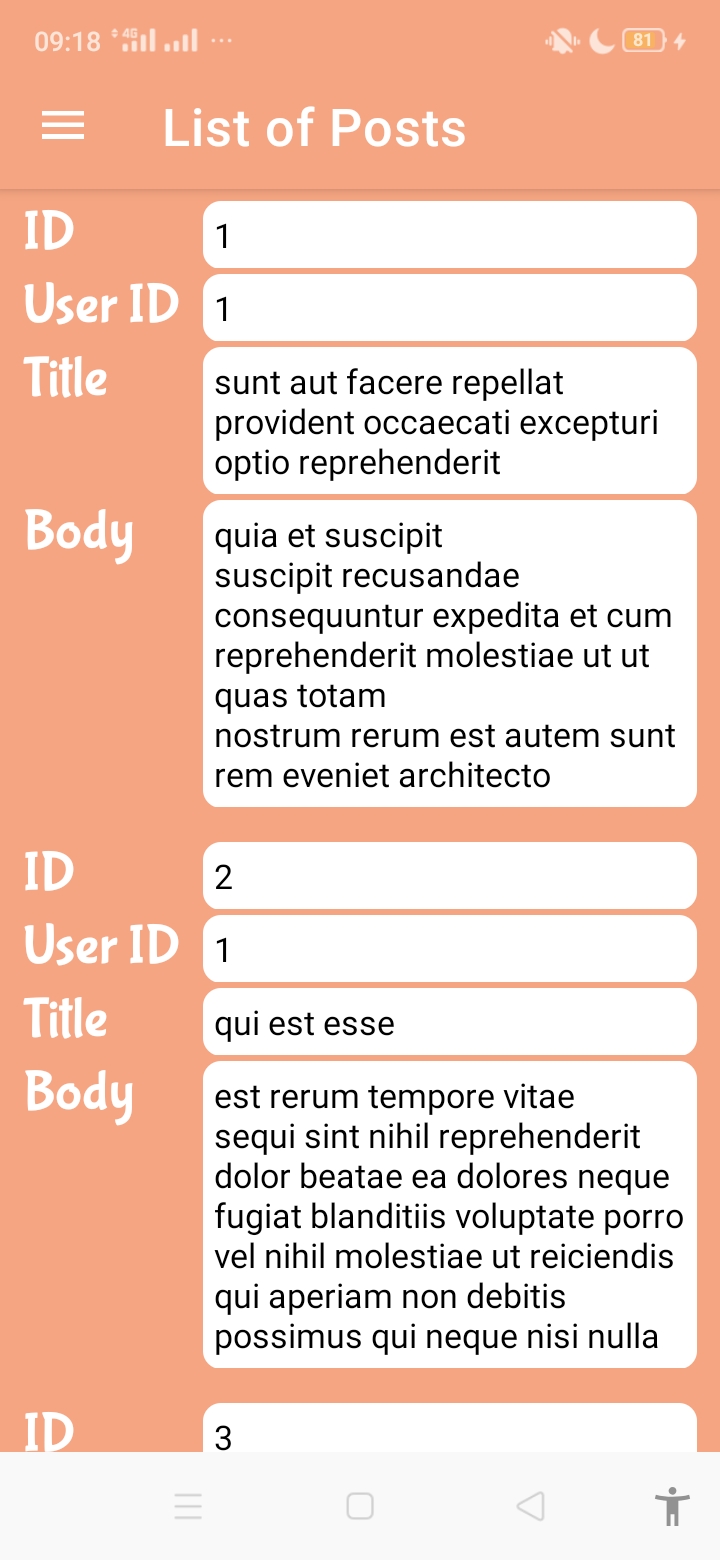 09:18 4G ... 81
List of Posts
ID 1
User ID 1
Title sunt aut facere repellat
provident occaecati excepturi
optio reprehenderit
Body quia et suscipit
suscipit recusandae
consequuntur expedita et cum
reprehenderit molestiae ut ut
quas totam
nostrum rerum est autem sunt
rem eveniet architecto
ID 2
User ID 1
Title qui est esse
Body est rerum tempore vitae
sequi sint nihil reprehenderit
dolor beatae ea dolores neque
fugiat blanditiis voluptate porro
vel nihil molestiae ut reiciendis
qui aperiam non debitis
possimus qui neque nisi nulla
ID 3